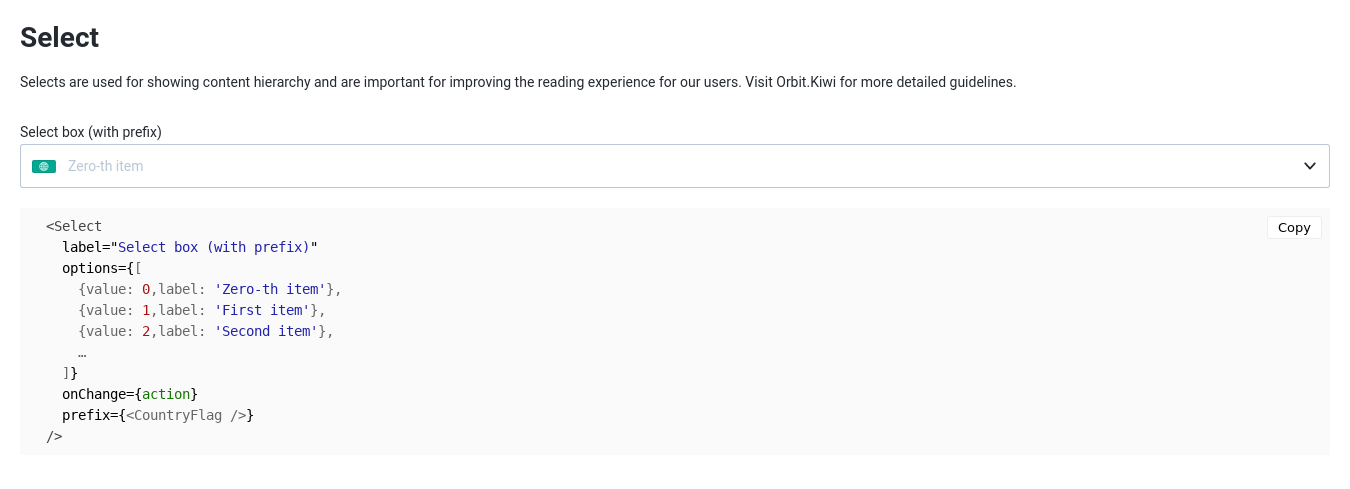 Select
Selects are used for showing content hierarchy and are important for improving the reading experience for our users. Visit Orbit.Kiwi for more detailed guidelines.
Select box (with prefix)
Zero-th item
Copy
<Select
  label="Select box (with prefix)"
  options={[
    {value: 0,label: 'Zero-th item'},
    {value: 1,label: 'First item'},
    {value: 2,label: 'Second item'},
    …
  ]}
  onChange={action}
  prefix={<CountryFlag />}
/>